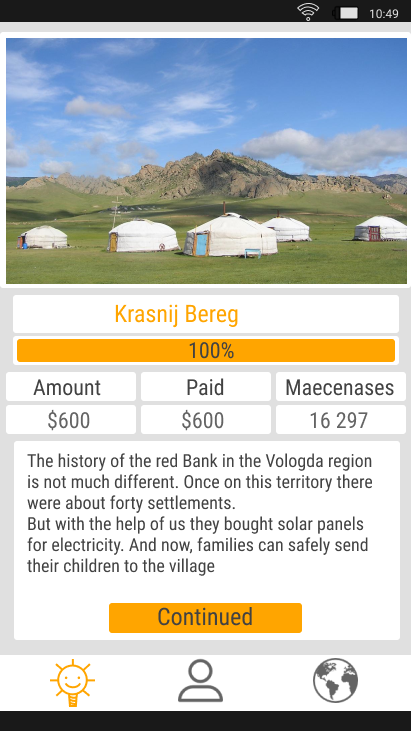 10:49
Krasnij Bereg
100%
Amount Paid Maecenases
$600 $600 16 297
The history of the red Bank in the Vologda region
is not much different. Once on this territory there
were about forty settlements.
But with the help of us they bought solar panels
for electricity. And now, families can safely send
their children to the village
Continued